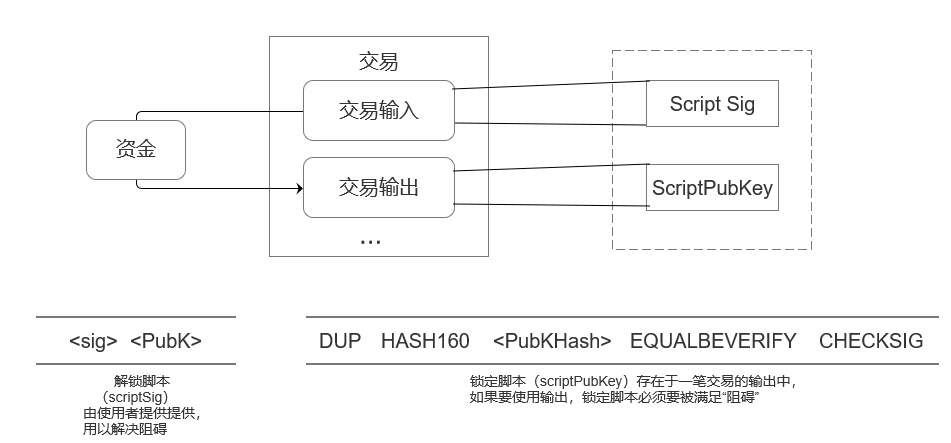 交易
交易输入
Script Sig
资金
交易输出
ScriptPubKey
...
<sig> <PubK>
DUP HASH160 <PubKHash> EQUALBEVERIFY CHECKSIG
解锁脚本
（scriptSig）
由使用者提供提供，
用以解决阻碍
锁定脚本（scriptPubKey）存在于一笔交易的输出中，
如果要使用输出，锁定脚本必须要被满足“阻碍”